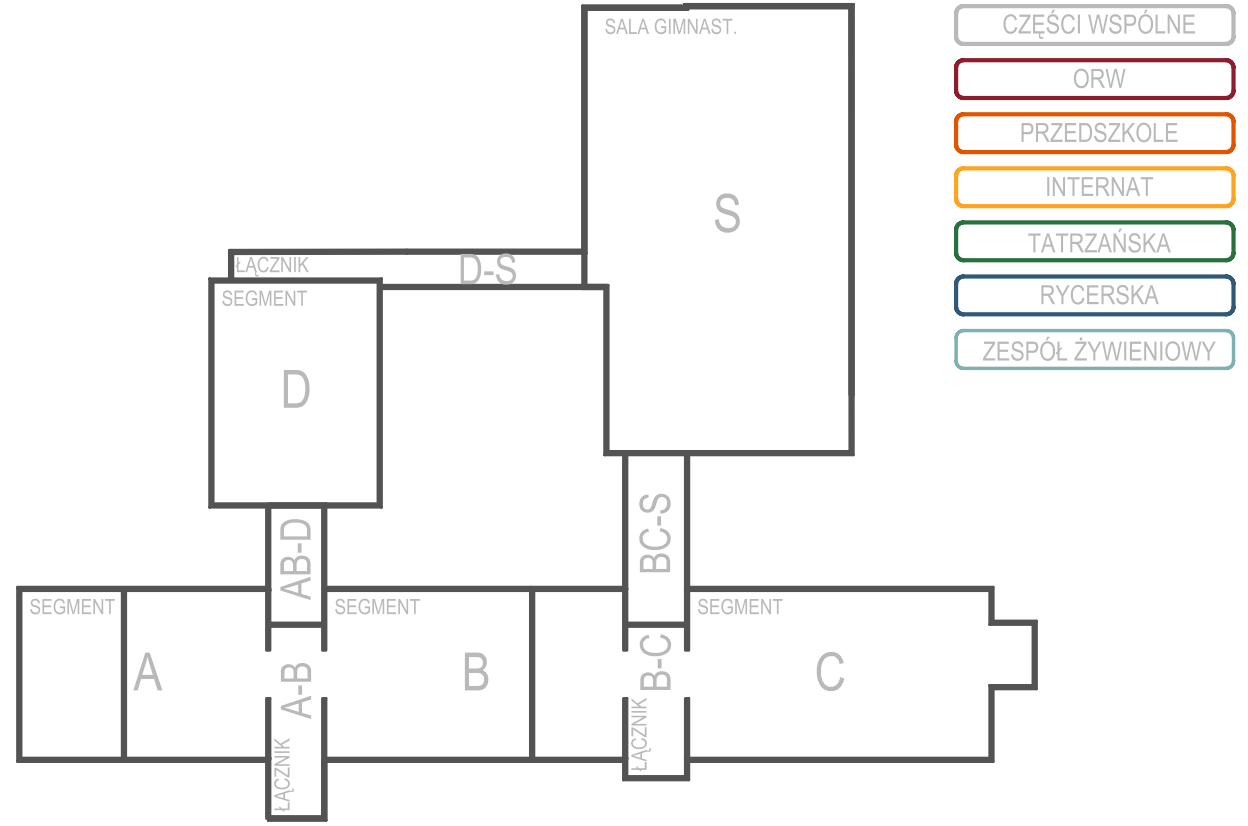 SALA GIMNAST.
CZĘŚCI WSPÓLNE
ORW
PRZEDSZKOLE
INTERNAT
TATRZAŃSKA
RYCERSKA
ZESPÓŁ ŻYWIENIOWY
S
ŁĄCZNIK
D-S
SEGMENT
D
AB-D
BC-S
SEGMENT
SEGMENT
SEGMENT
A
A-B
B
B-C
C
ŁĄCZNIK
ŁĄCZNIK